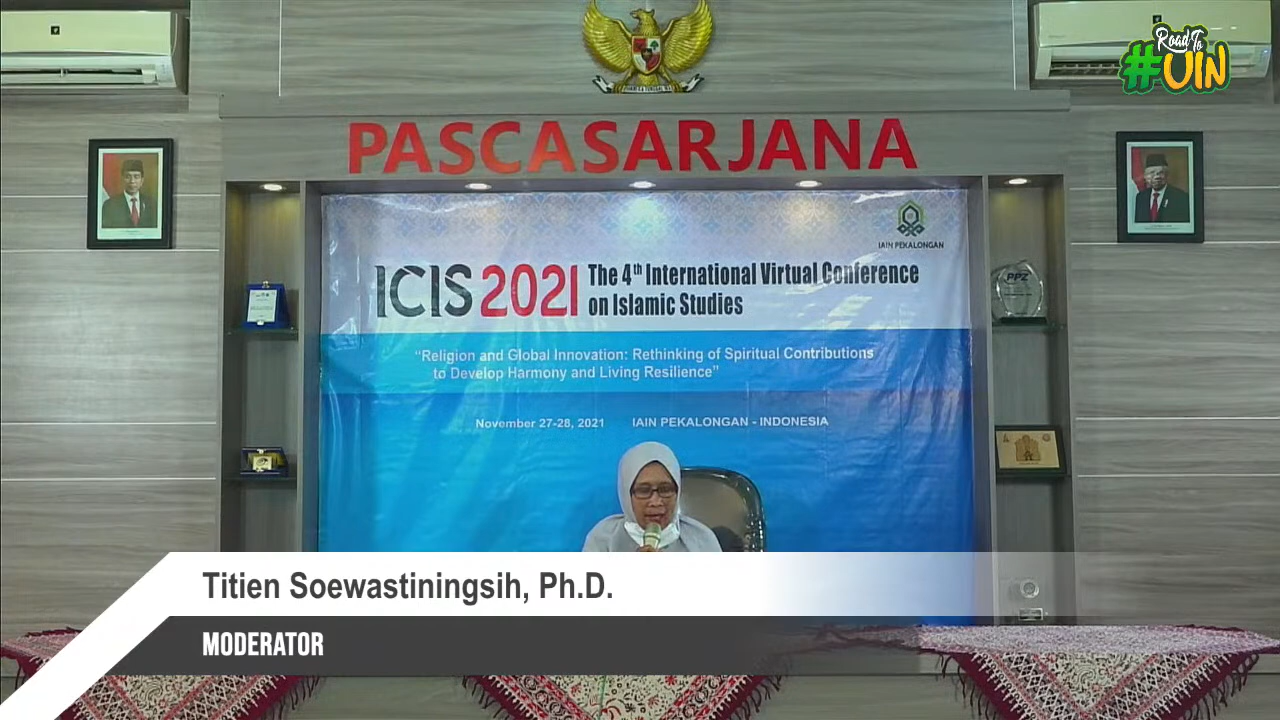 Road To
#UIN
PASCASARJANA
IAIN PEKALONGAN
ICIS 2021
The 4th International Virtual Conference
on Islamic Studies
PPZ
“Religion and Global Innovation: Rethinking of Spiritual Contributions
to Develop Harmony and Living Resilience”
November 27-28, 2021 IAIN PEKALONGAN - INDONESIA
Titien Soewastiningsih, Ph.D.
MODERATOR